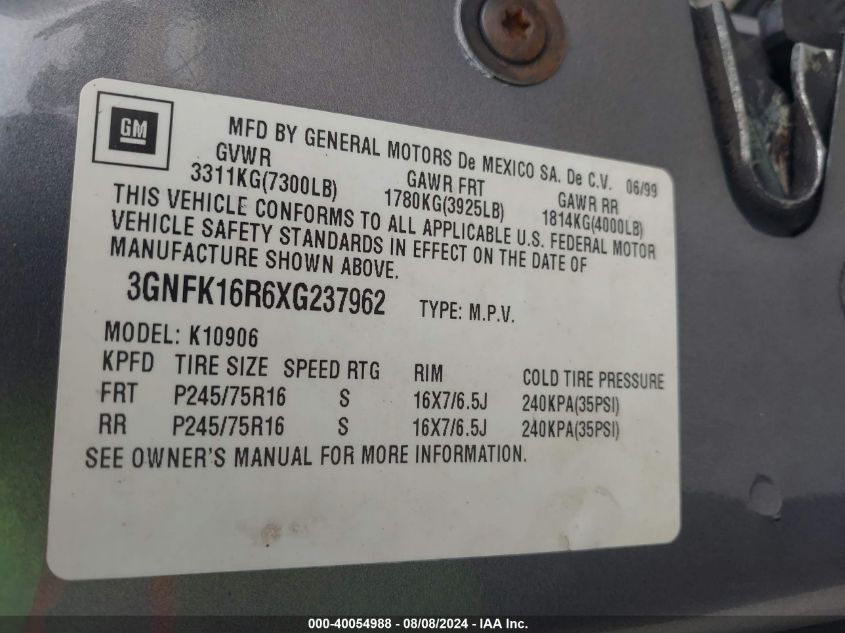 GM
MFD BY GENERAL MOTORS De MEXICO SA. De C.V. 06/99
GVWR GAWR FRT GAWR RR
3311KG(7300LB) 1780KG(3925LB) 1814KG(4000LB)
THIS VEHICLE CONFORMS TO ALL APPLICABLE U.S. FEDERAL MOTOR
VEHICLE SAFETY STANDARDS IN EFFECT ON THE DATE OF
MANUFACTURE SHOWN ABOVE.
3GNFK16R6XG237962 TYPE: M.P.V.
MODEL: K10906
KPFD TIRE SIZE SPEED RTG RIM COLD TIRE PRESSURE
FRT P245/75R16 S 16X7/6.5J 240KPA(35PSI)
RR P245/75R16 S 16X7/6.5J 240KPA(35PSI)
SEE OWNER'S MANUAL FOR MORE INFORMATION.
000-40054988 - 08/08/2024 - IAA Inc.